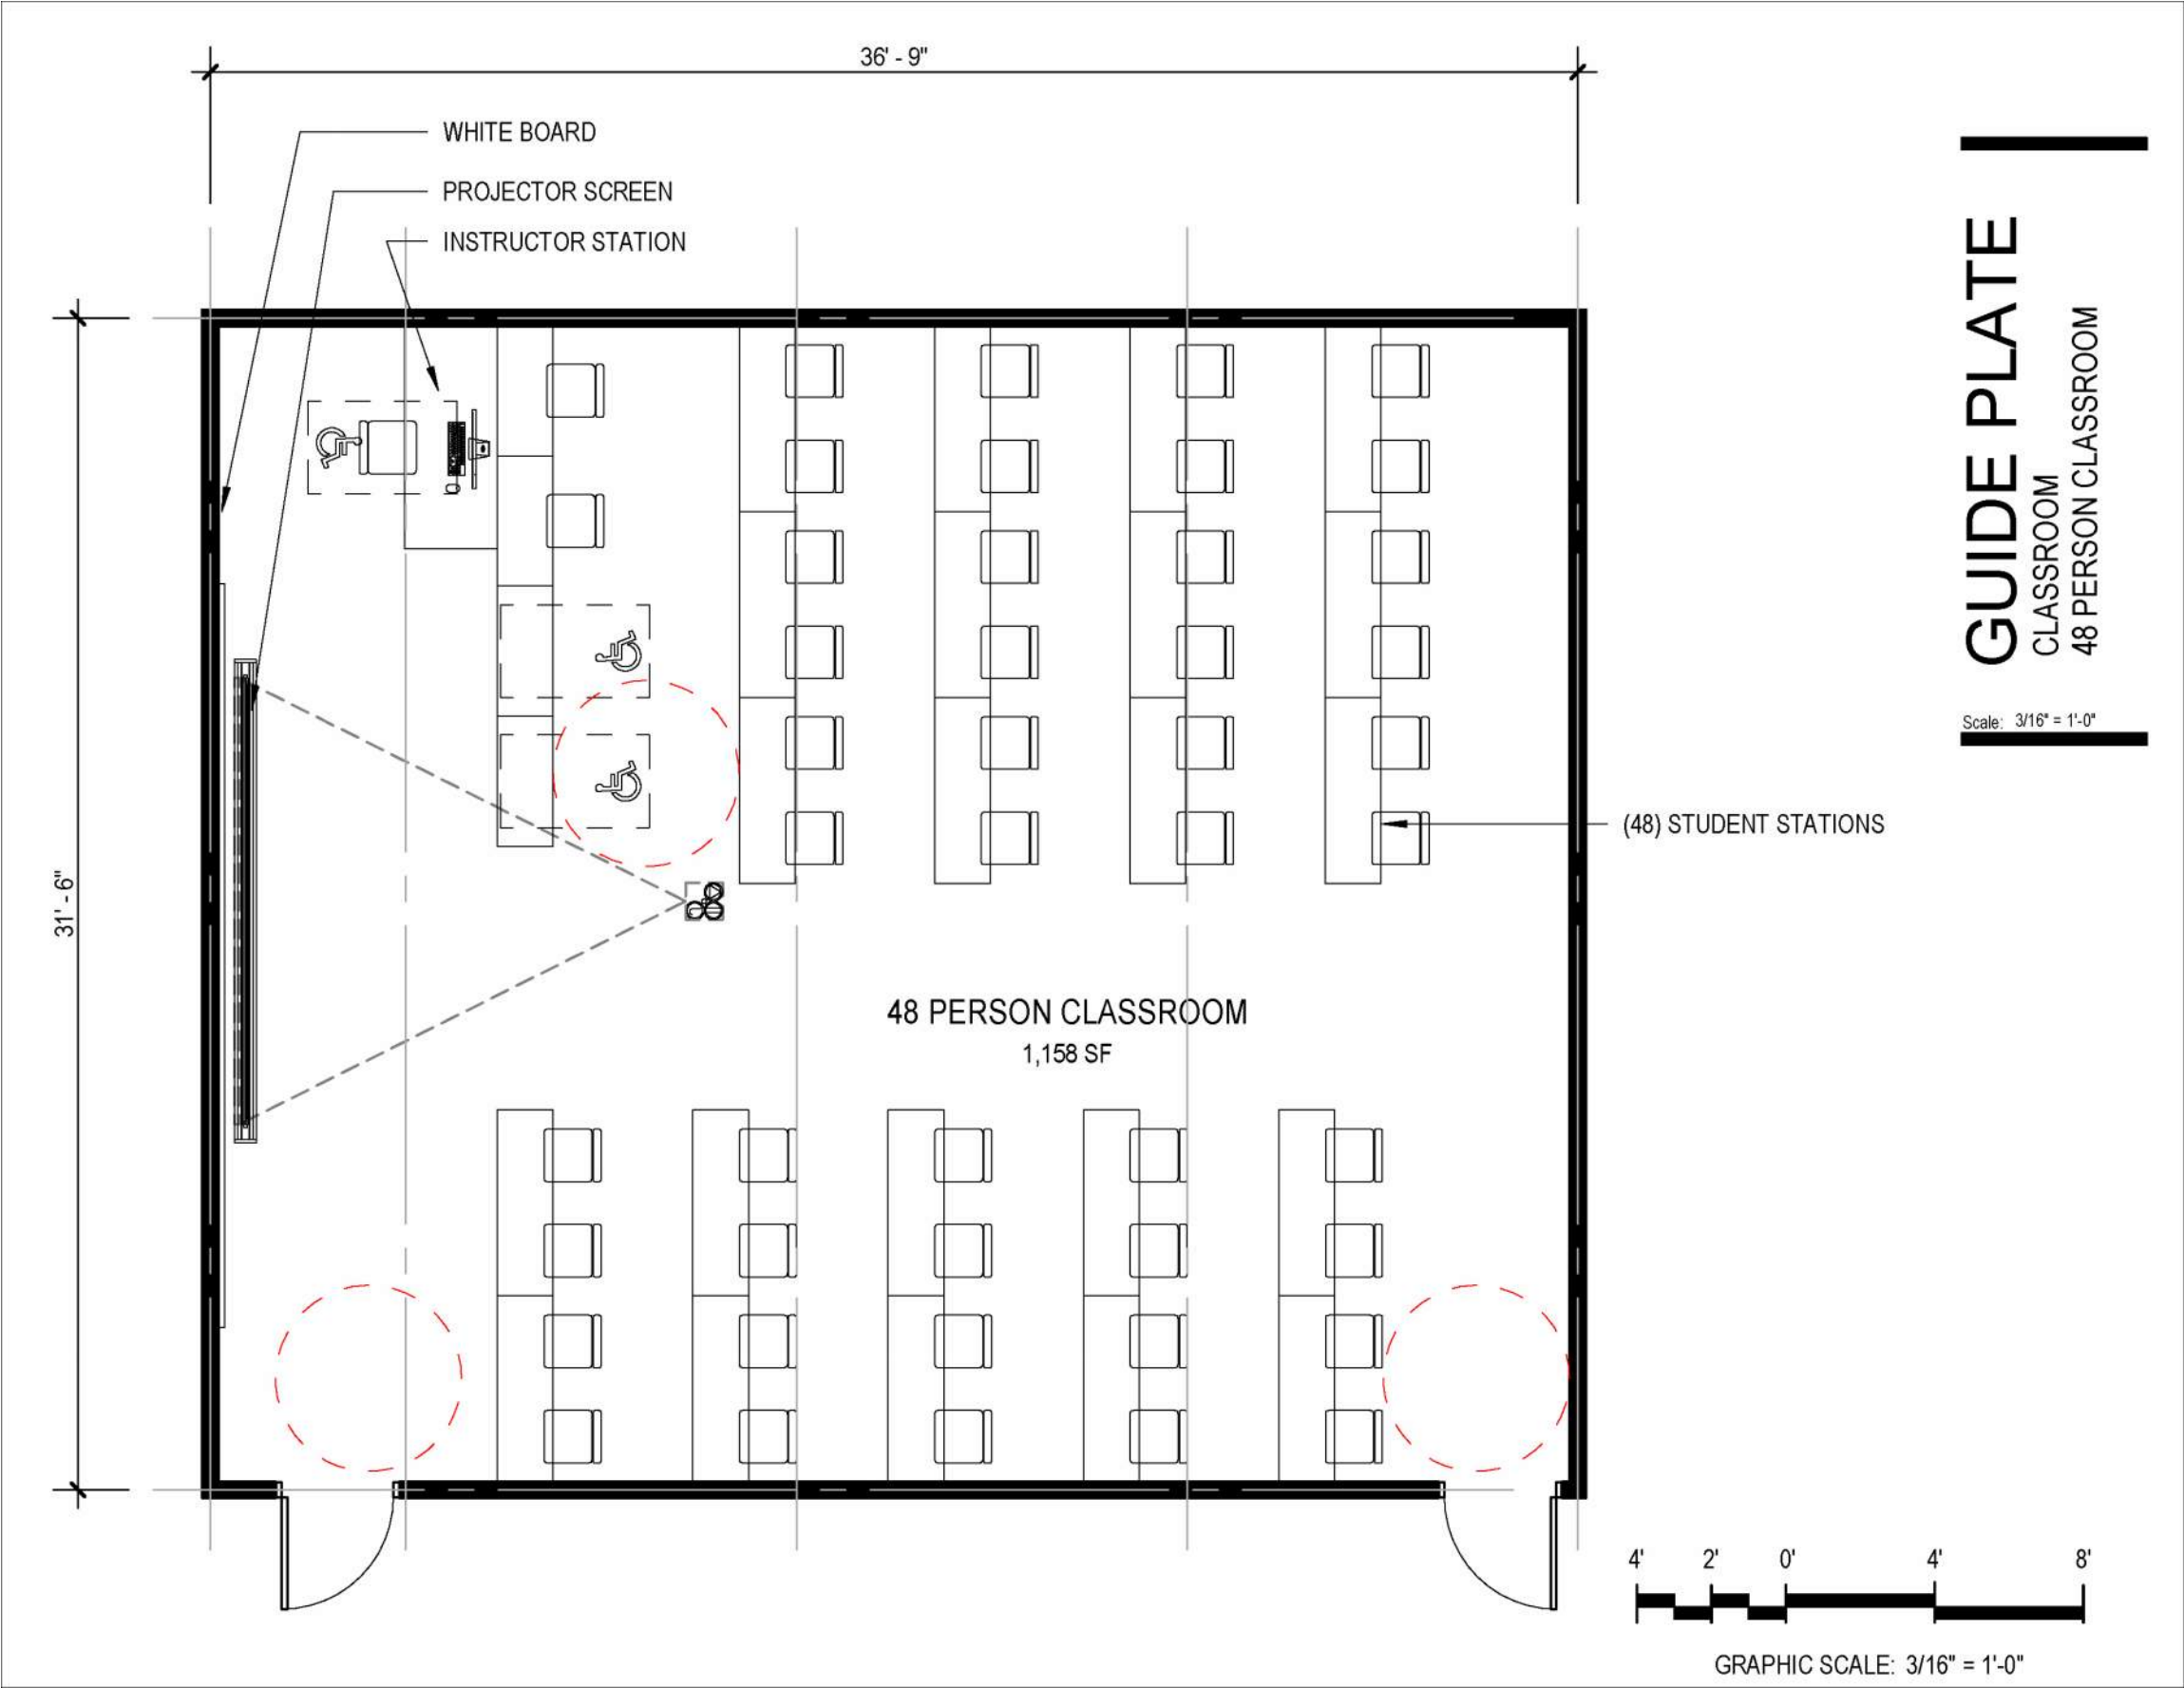 36' - 9"
WHITE BOARD
PROJECTOR SCREEN
INSTRUCTOR STATION
31' - 6"
48 PERSON CLASSROOM
1,158 SF
(48) STUDENT STATIONS
GUIDE PLATE
CLASSROOM
48 PERSON CLASSROOM
Scale: 3/16" = 1'-0"
4' 2' 0' 4' 8'
GRAPHIC SCALE: 3/16" = 1'-0"